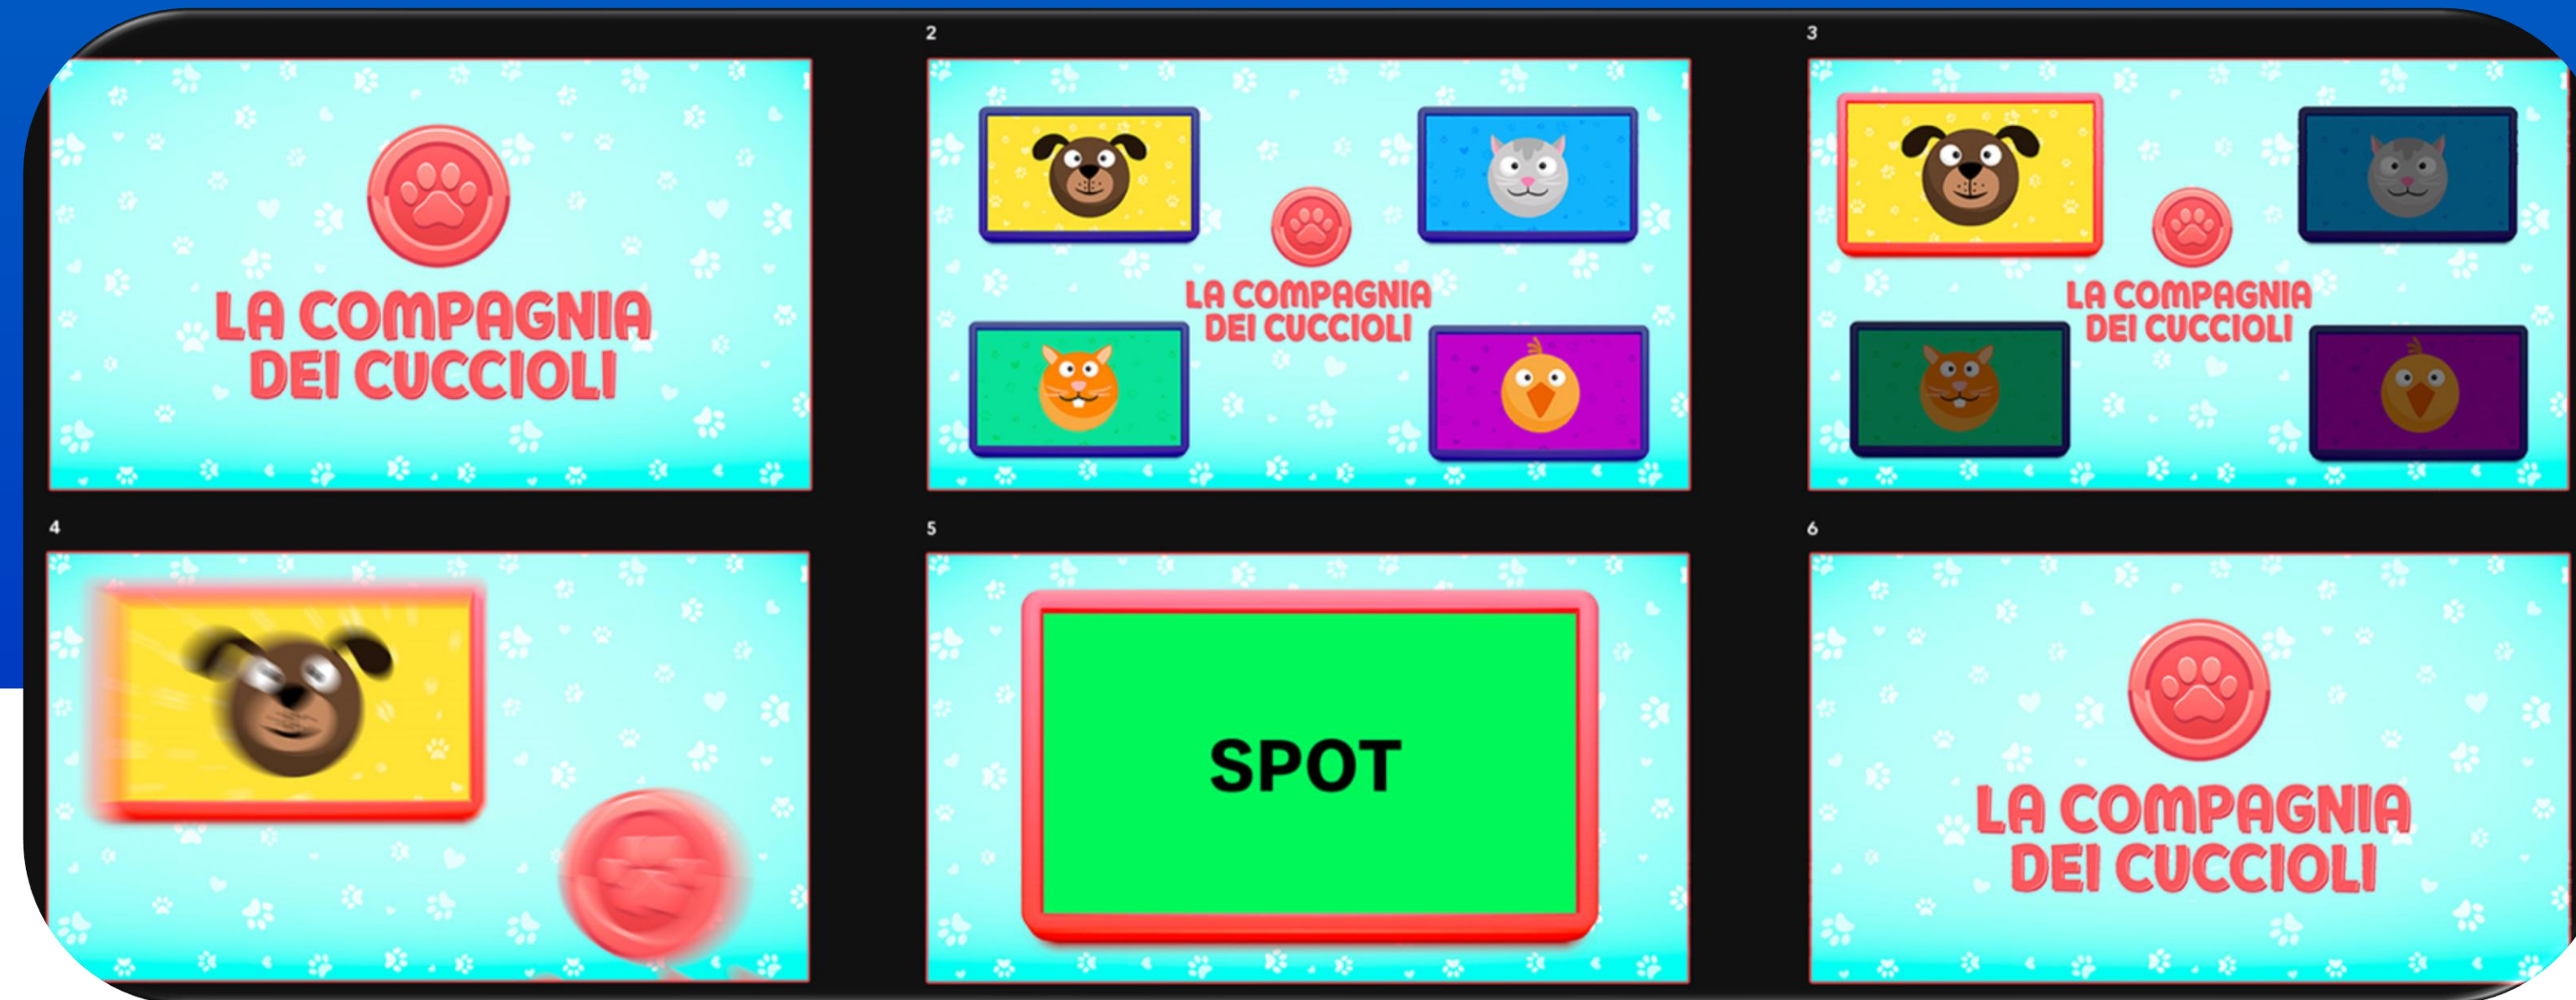 LA COMPAGNIA
DEI CUCCIOLI
2
LA COMPAGNIA
DEI CUCCIOLI
3
LA COMPAGNIA
DEI CUCCIOLI
4
5
SPOT
6
LA COMPAGNIA
DEI CUCCIOLI